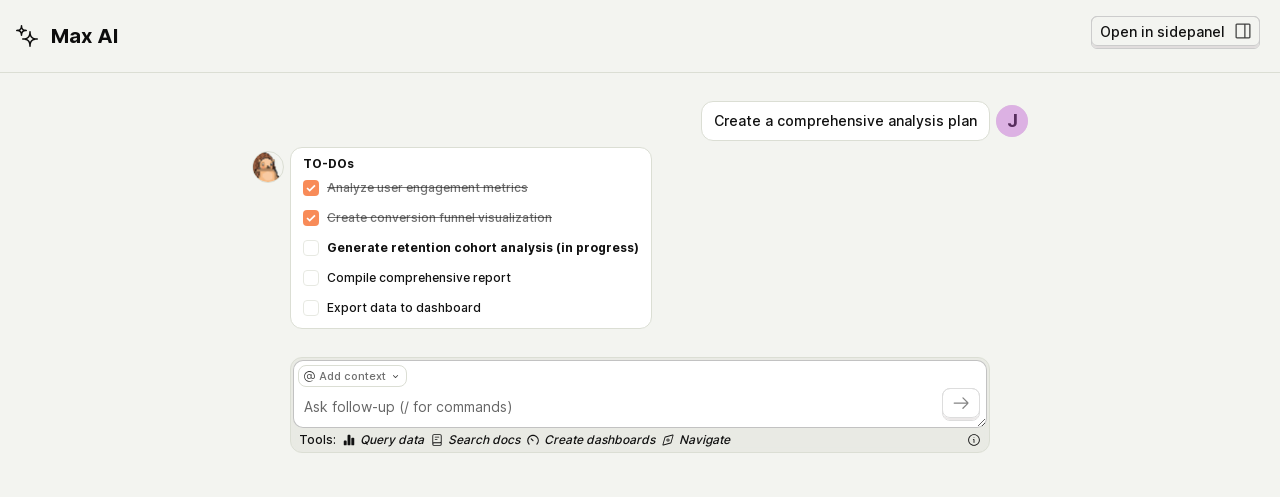 Max AI
Open in sidepanel
Create a comprehensive analysis plan
J
TO-DOs
Analyze user engagement metrics
Create conversion funnel visualization
Generate retention cohort analysis (in progress)
Compile comprehensive report
Export data to dashboard
@ Add context
Ask follow-up (/ for commands)
Tools: Query data Search docs Create dashboards Navigate